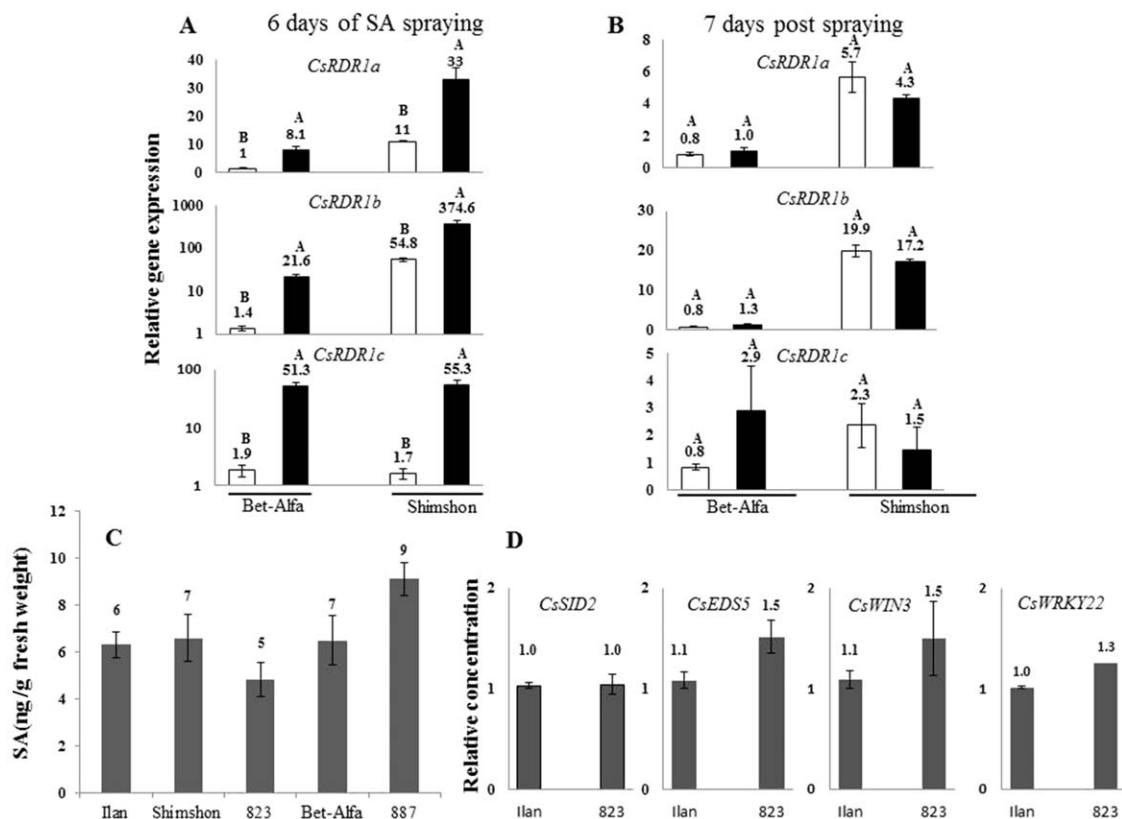 A 6 days of SA spraying
Relative gene expression
CsRDR1a
40
30
20
10
0
B
1
A
8.1
B
11
A
33
CsRDR1b
1000
100
10
1
B
1.4
A
21.6
B
54.8
A
374.6
CsRDR1c
100
10
1
B
1.9
A
51.3
B
1.7
A
55.3
Bet-Alfa Shimshon
B 7 days post spraying
CsRDR1a
8
6
4
2
0
A
0.8
A
1.0
A
5.7
A
4.3
CsRDR1b
30
20
10
0
A
0.8
A
1.3
A
19.9
A
17.2
CsRDR1c
5
4
3
2
1
0
A
0.8
A
2.9
A
2.3
A
1.5
Bet-Alfa Shimshon
C
SA(ng/g fresh weight)
12
10
8
6
4
2
0
6 7 5 7 9
Ilan Shimshon 823 Bet-Alfa 887
D
Relative concentration
2
1
0
CsSID2
1.0 1.0
Ilan 823
2
1
0
CsEDS5
1.1 1.5
Ilan 823
2
1
0
CsWIN3
1.1 1.5
Ilan 823
2
1
0
CsWRKY22
1.0 1.3
Ilan 823